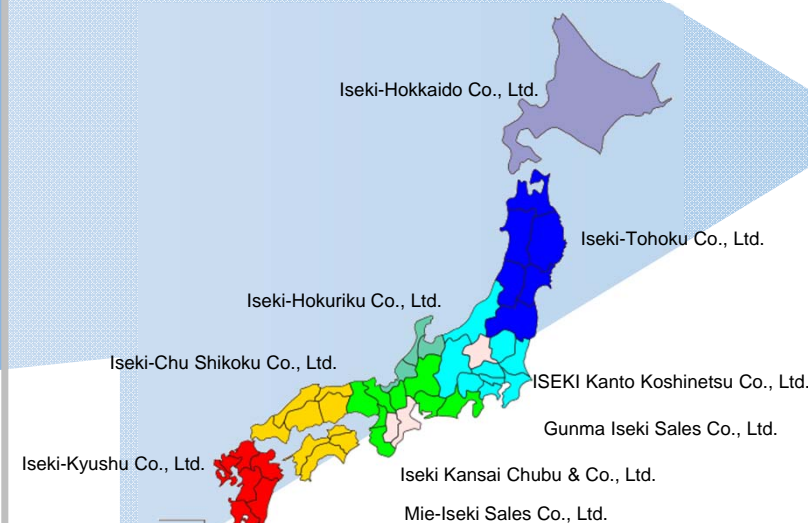 Iseki-Hokkaido Co., Ltd.
Iseki-Tohoku Co., Ltd.
Iseki-Hokuriku Co., Ltd.
Iseki-Chu Shikoku Co., Ltd.
ISEKI Kanto Koshinetsu Co., Ltd.
Gunma Iseki Sales Co., Ltd.
Iseki-Kyushu Co., Ltd.
Iseki Kansai Chubu & Co., Ltd.
Mie-Iseki Sales Co., Ltd.